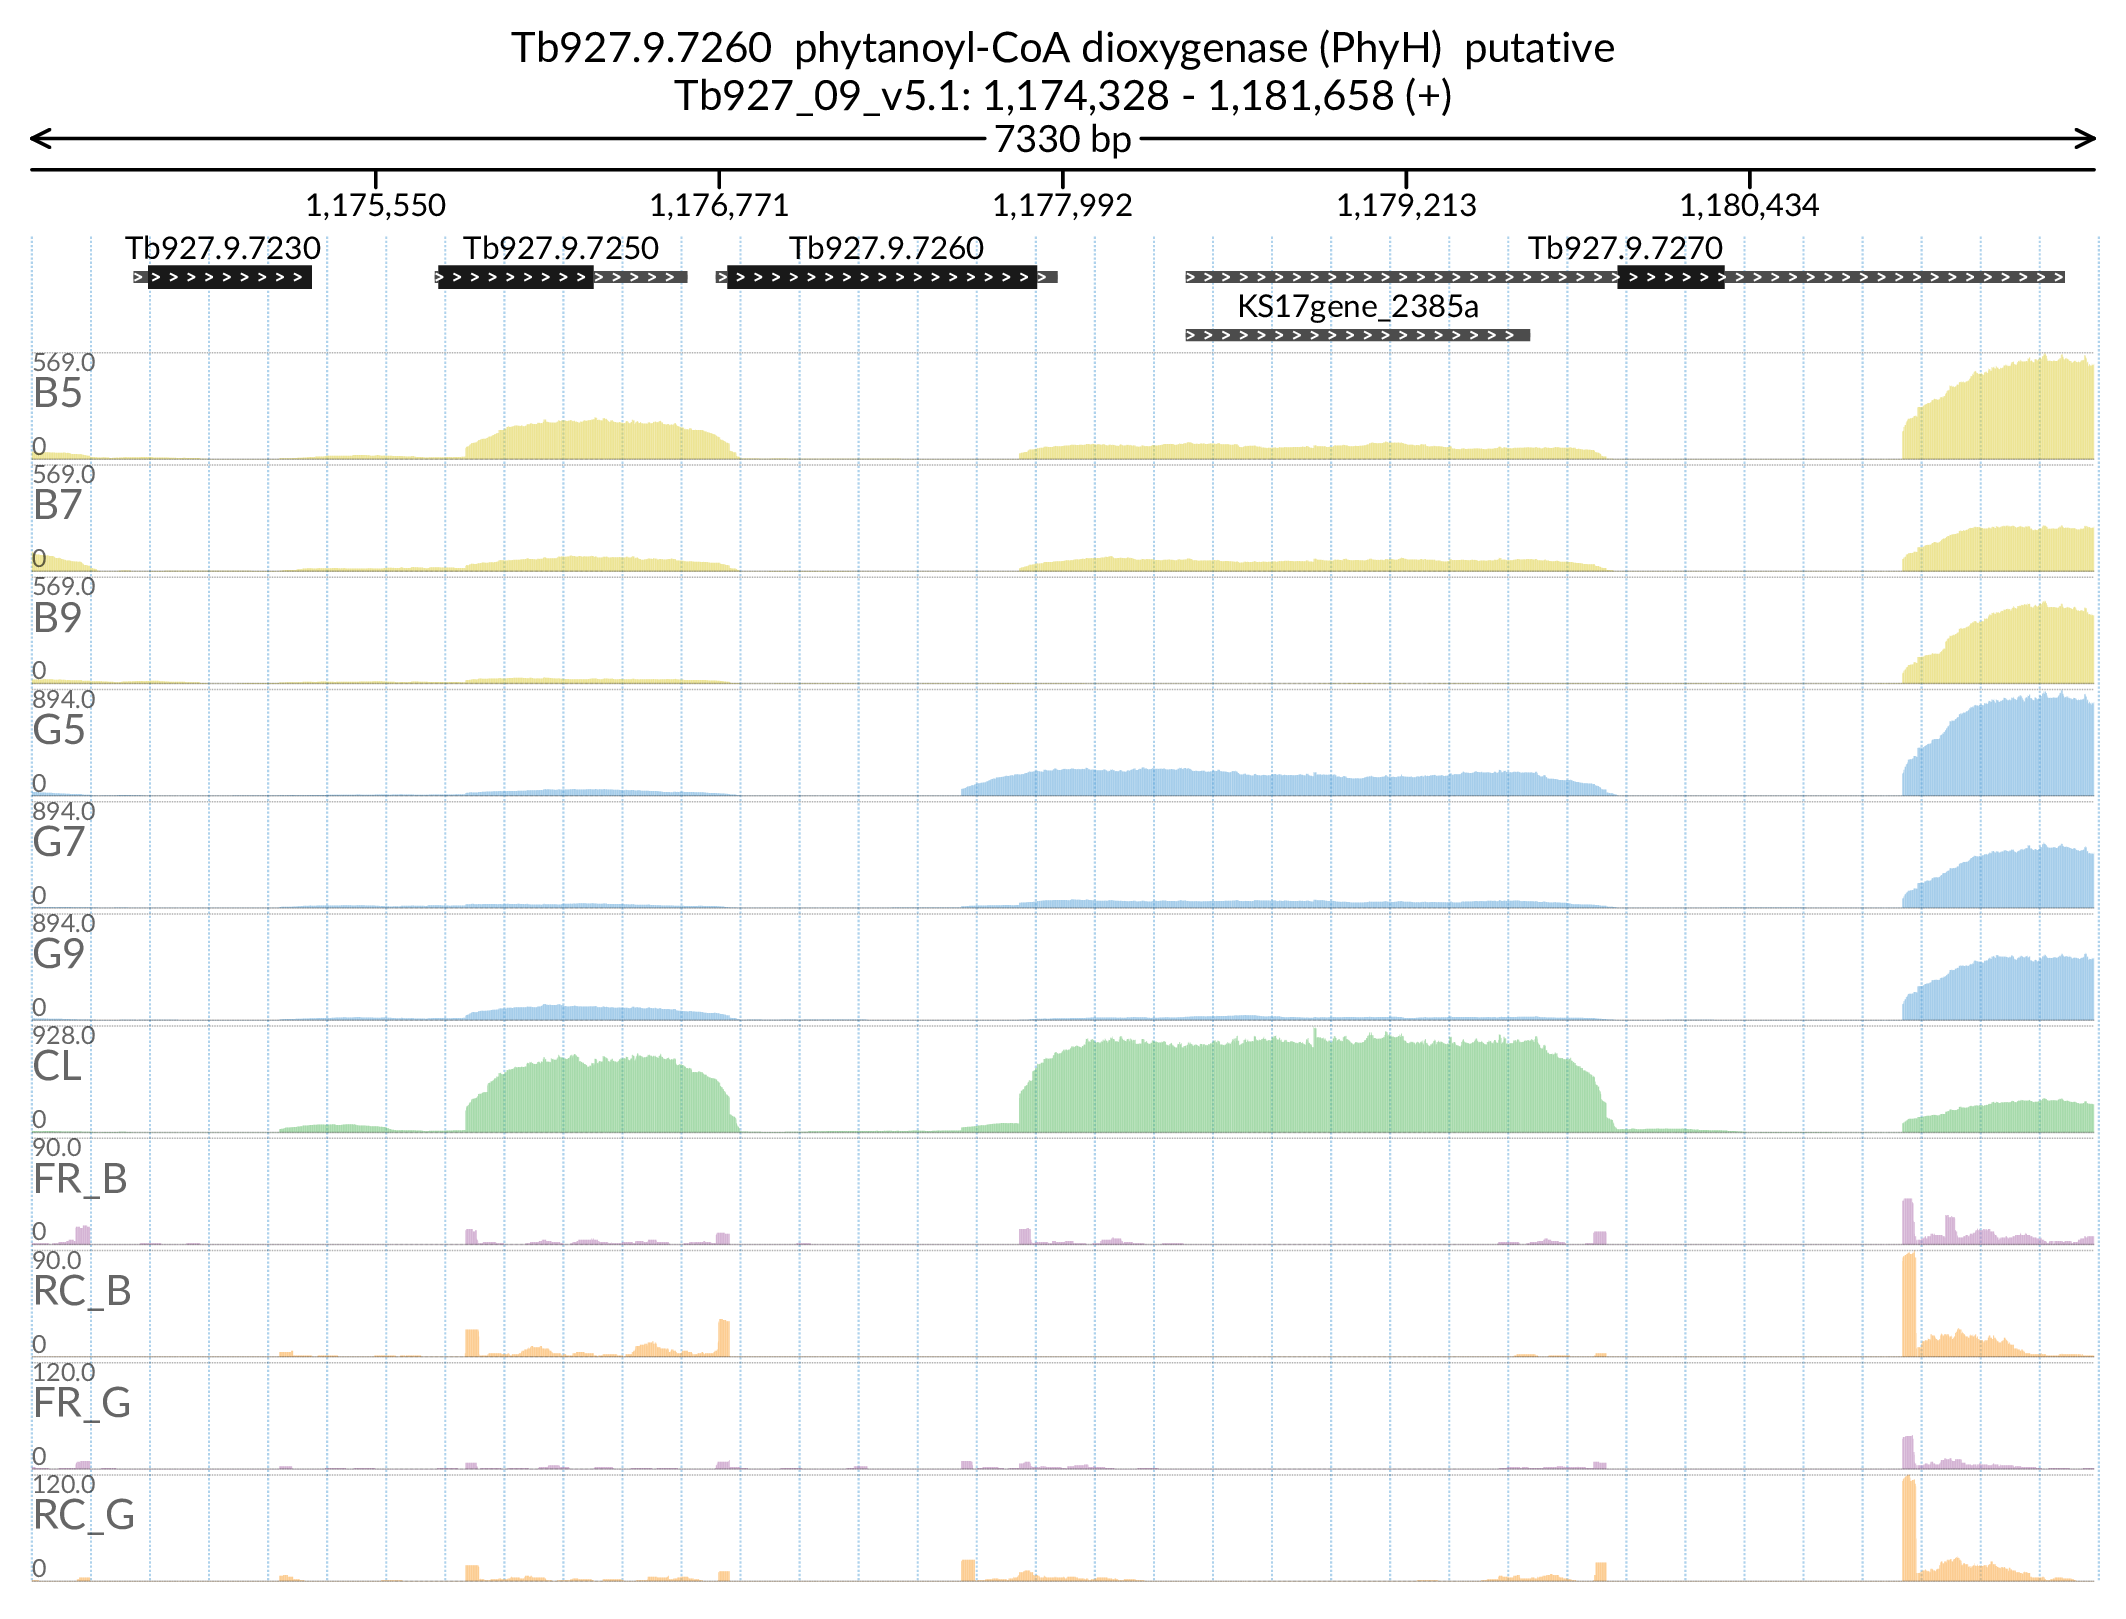 Tb927.9.7260  phytanoyl-CoA dioxygenase (PhyH)  putative
Tb927_09_v5.1: 1,174,328 - 1,181,658 (+)
7330 bp
1,175,550 1,176,771 1,177,992 1,179,213 1,180,434
Tb927.9.7230 Tb927.9.7250 Tb927.9.7260 Tb927.9.7270
KS17gene_2385a
569.0
B5
0
569.0
B7
0
569.0
B9
0
894.0
G5
0
894.0
G7
0
894.0
G9
0
928.0
CL
0
90.0
FR_B
0
90.0
RC_B
0
120.0
FR_G
0
120.0
RC_G
0